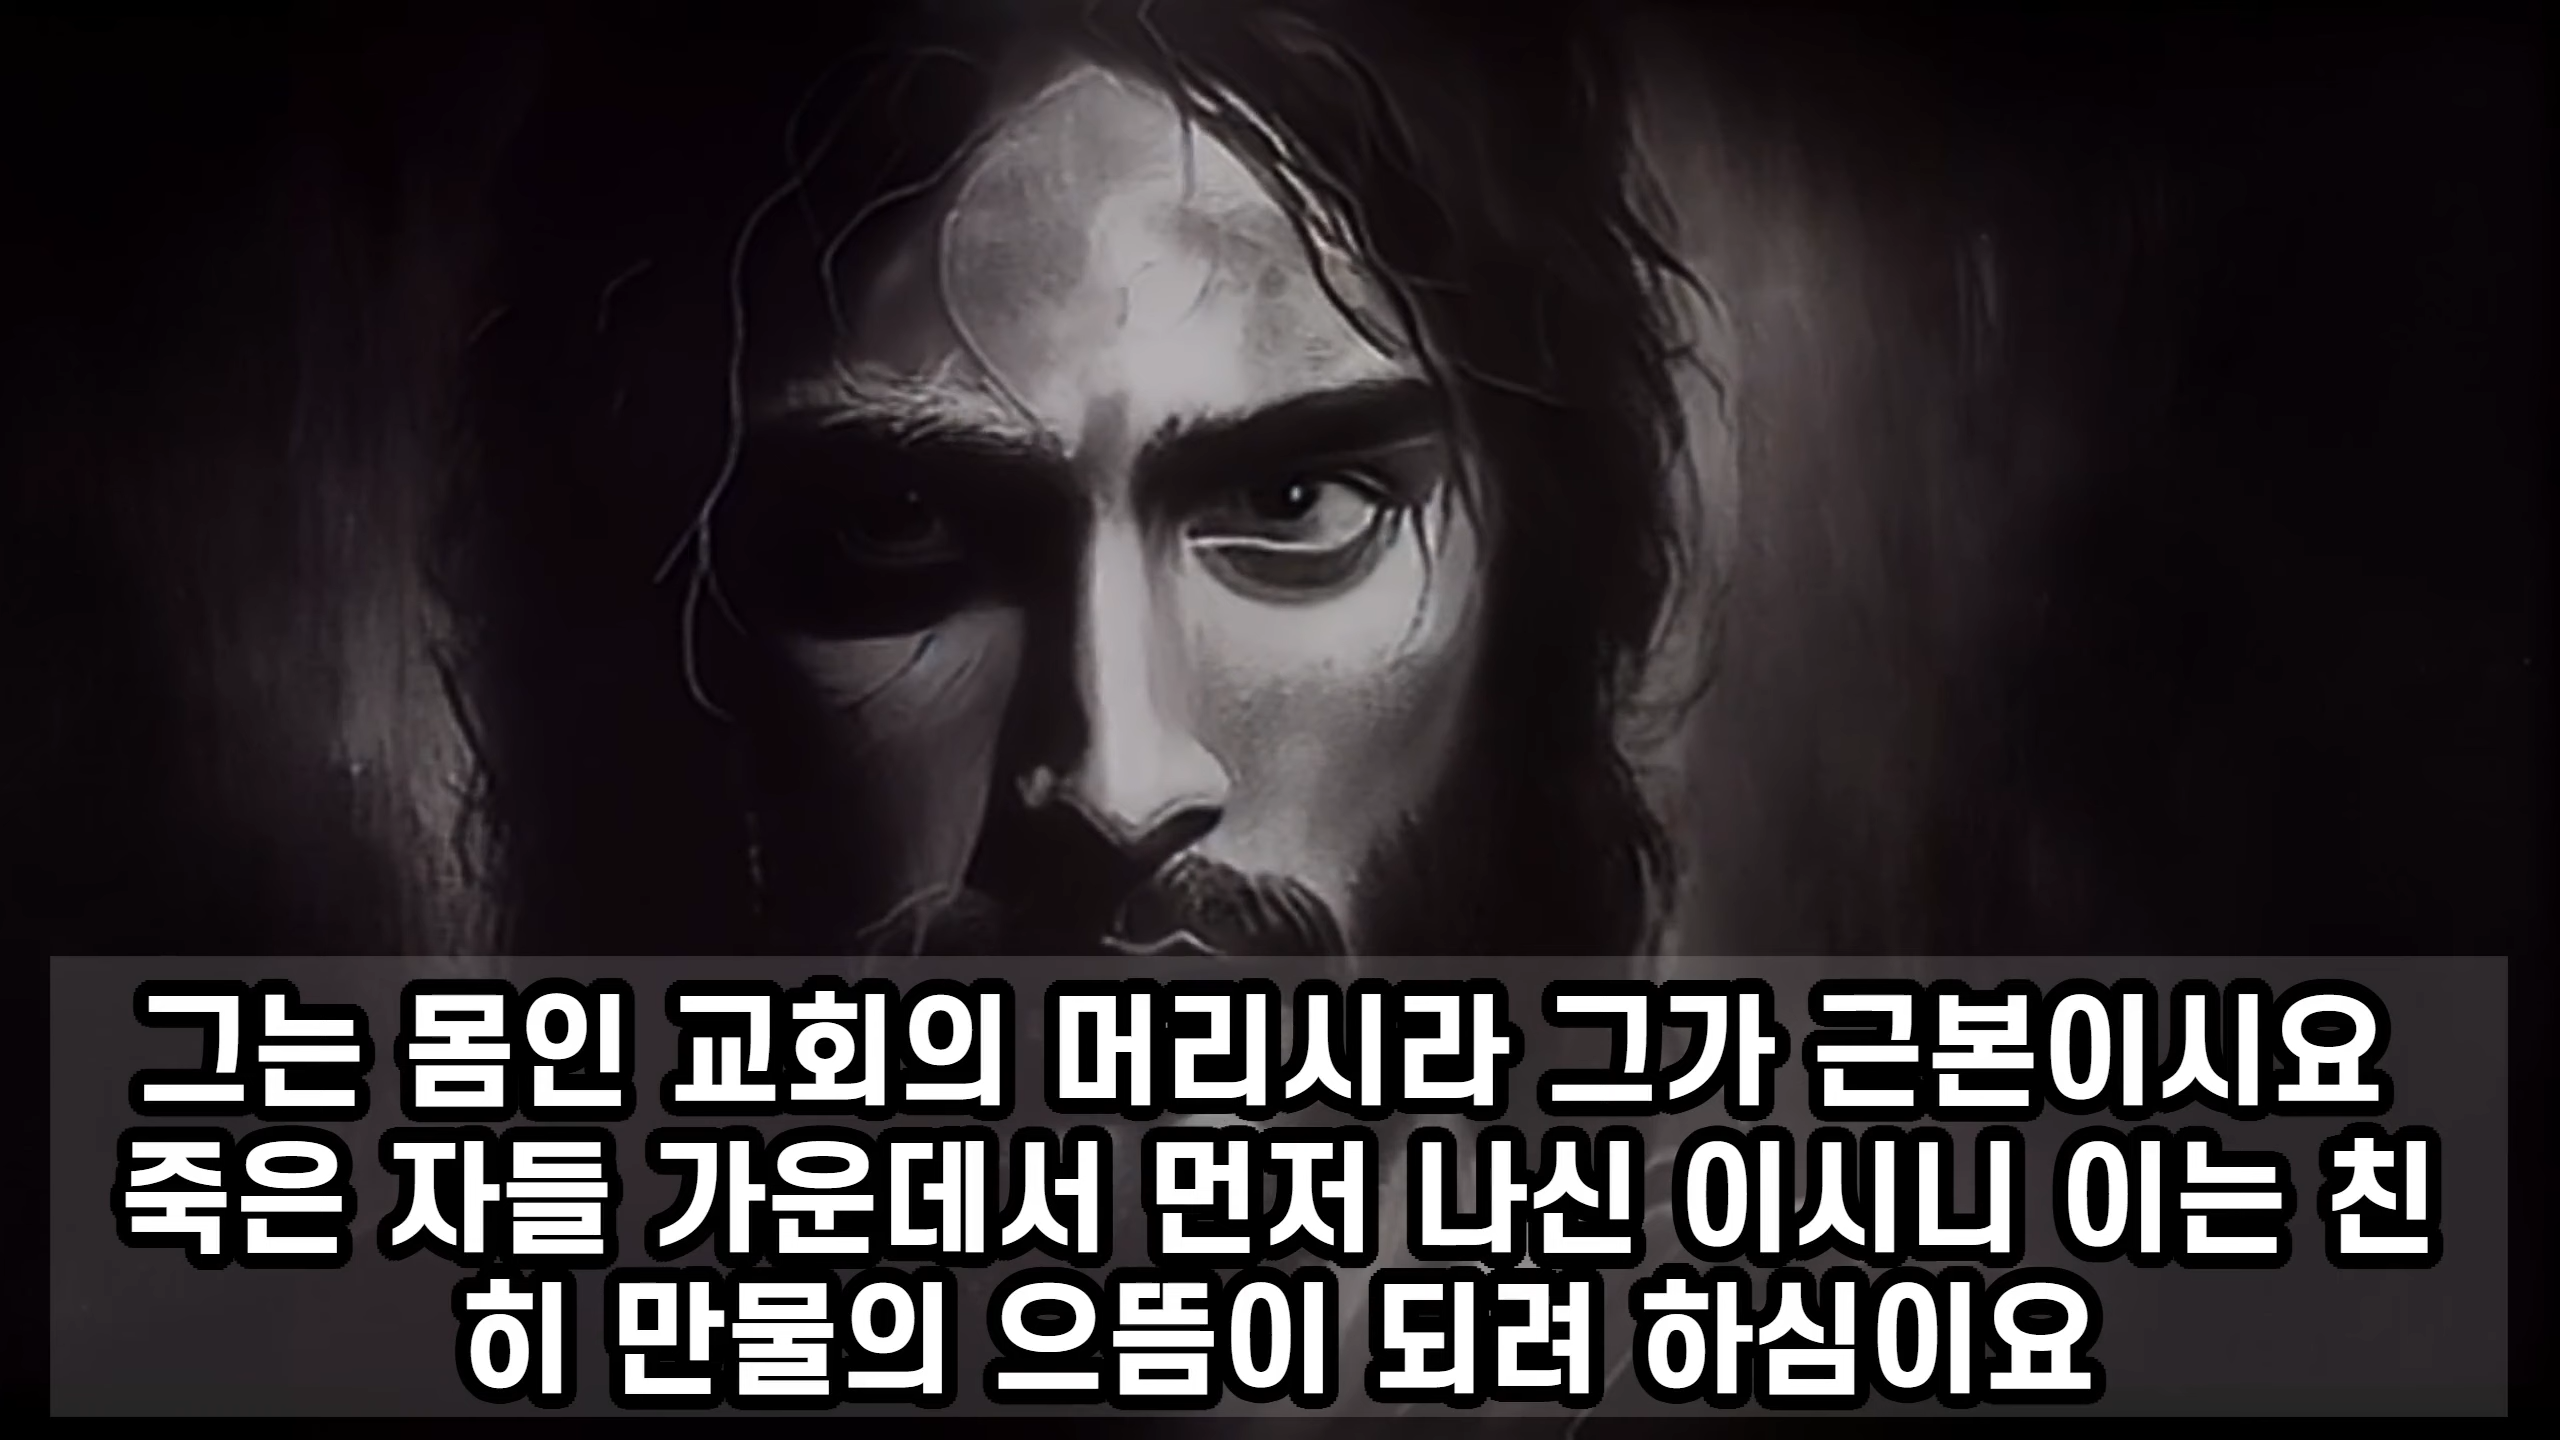 그는 몸인 교회의 머리시라 그가 근본이시요
죽은 자들 가운데서 먼저 나신 이시니 이는 친
히 만물의 으뜸이 되려 하심이요